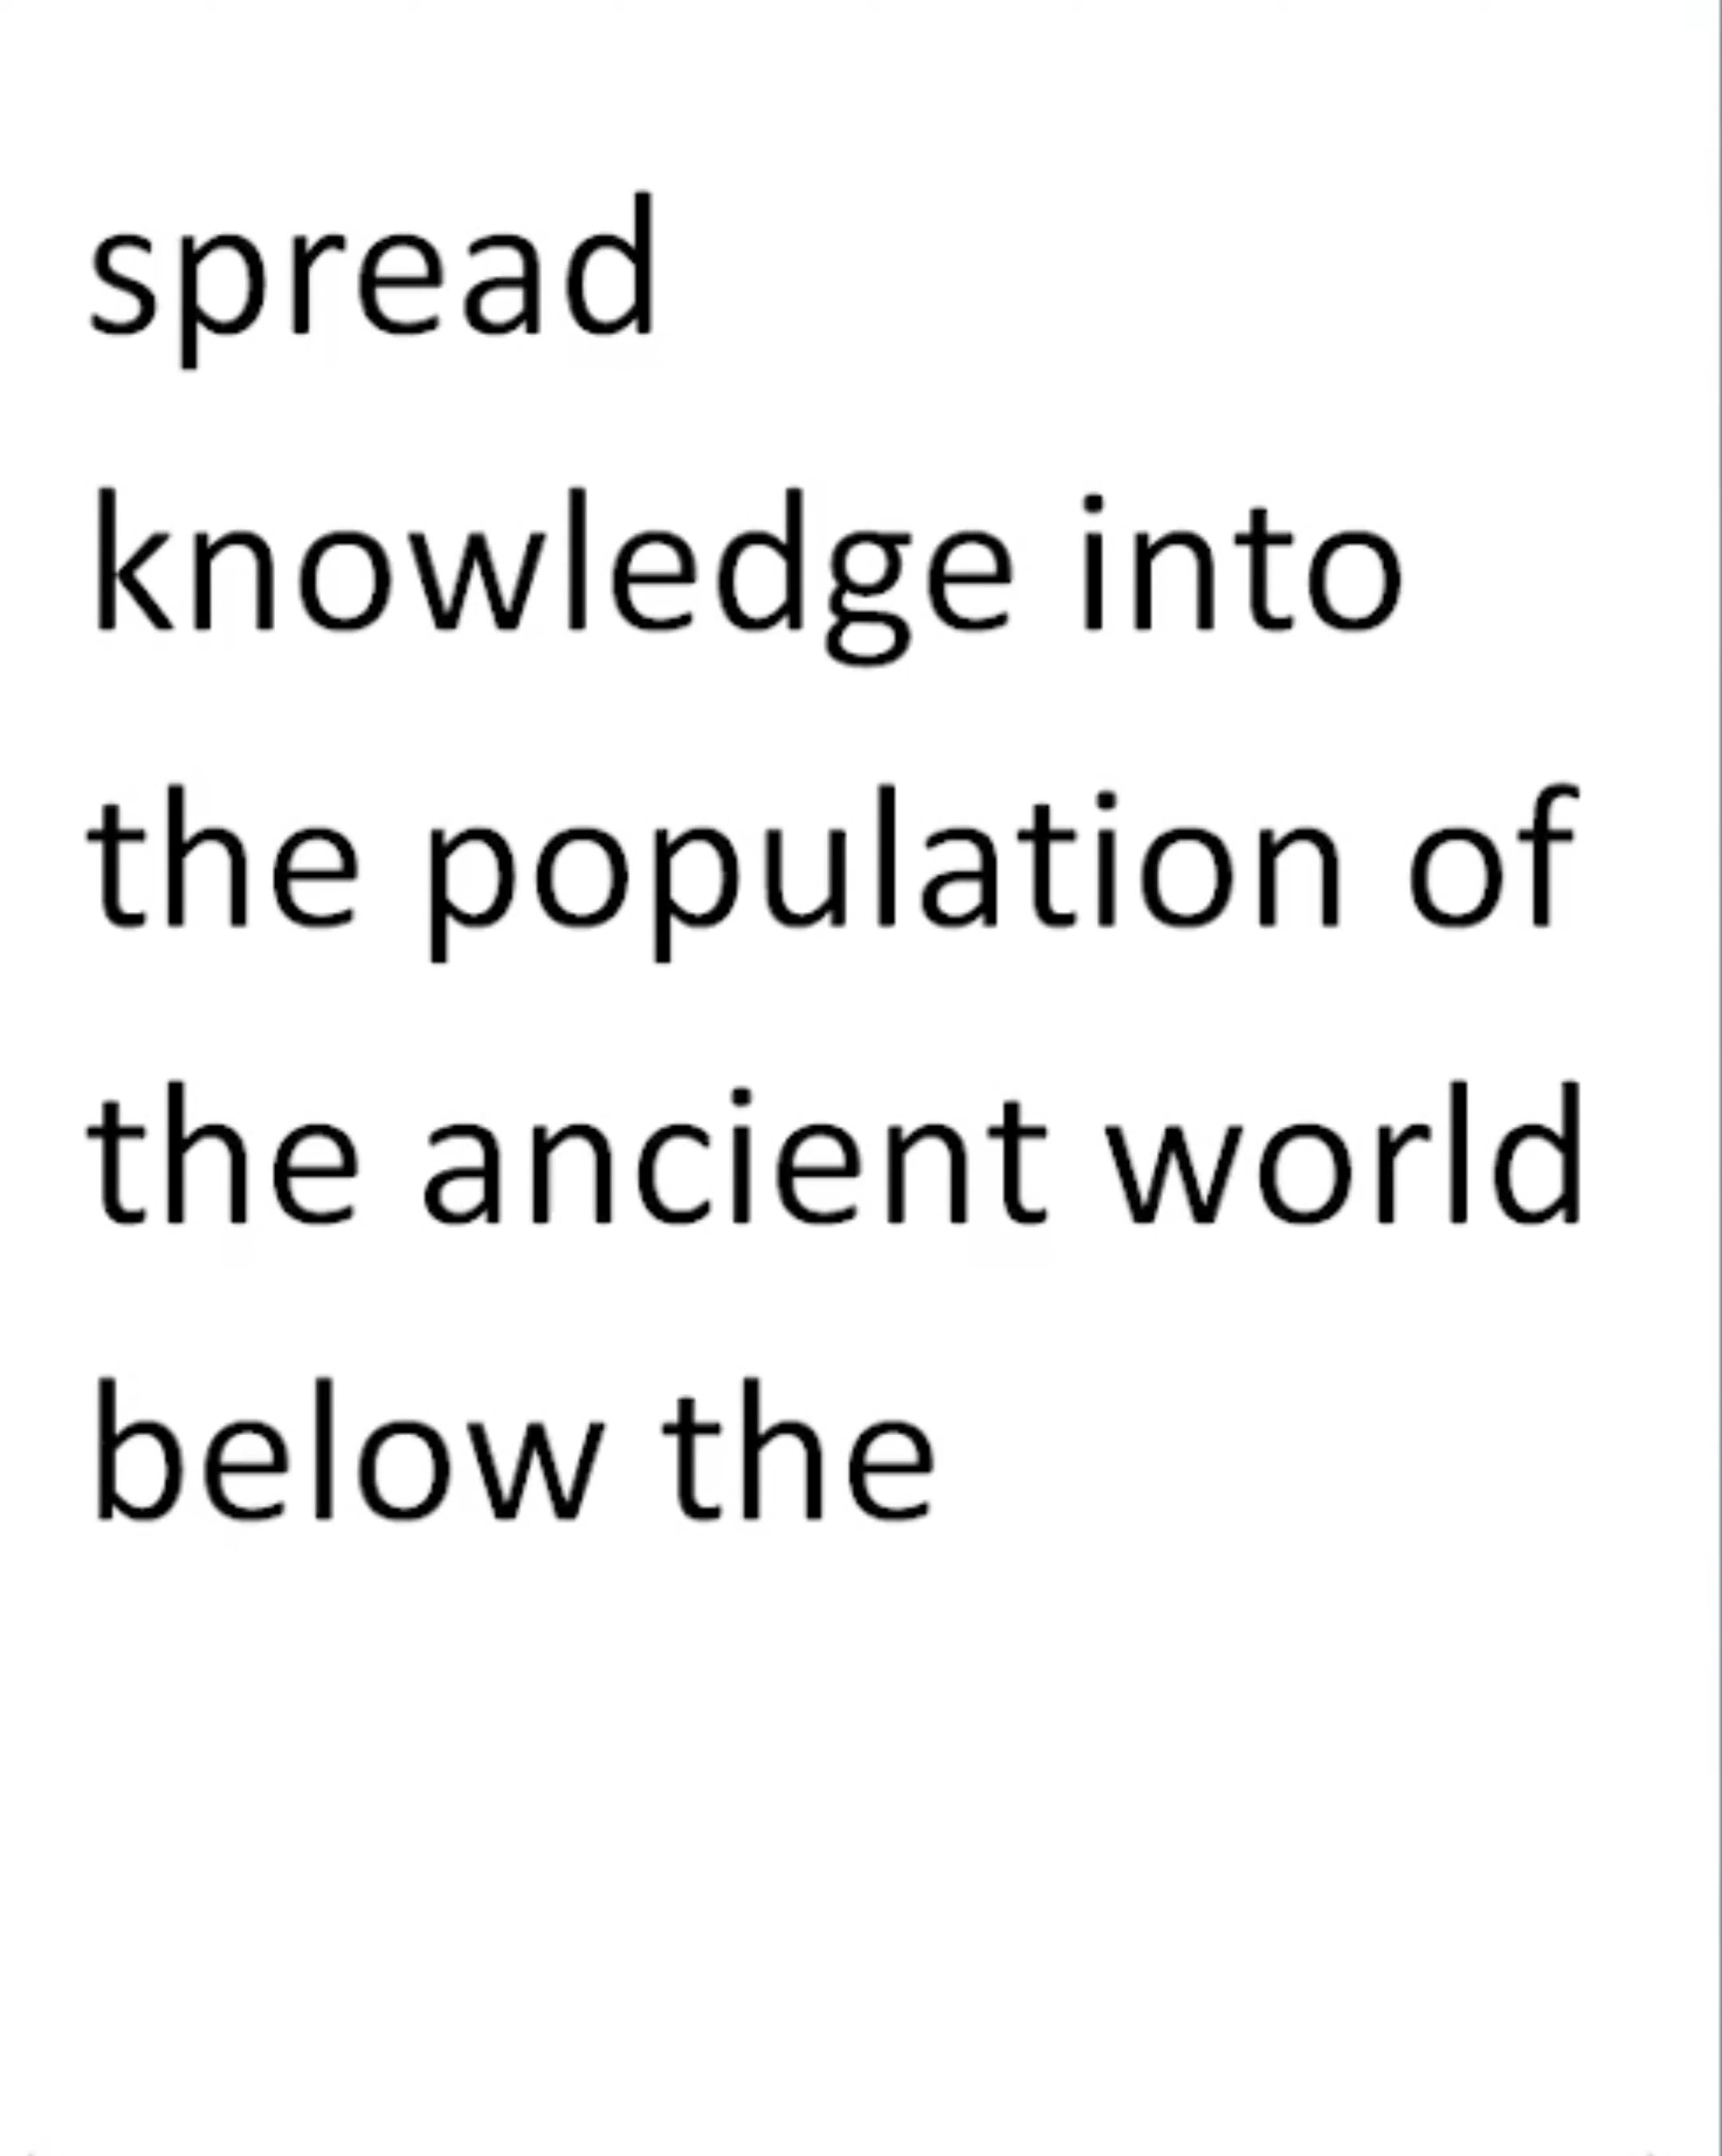 spread
knowledge into
the population of
the ancient world
below the